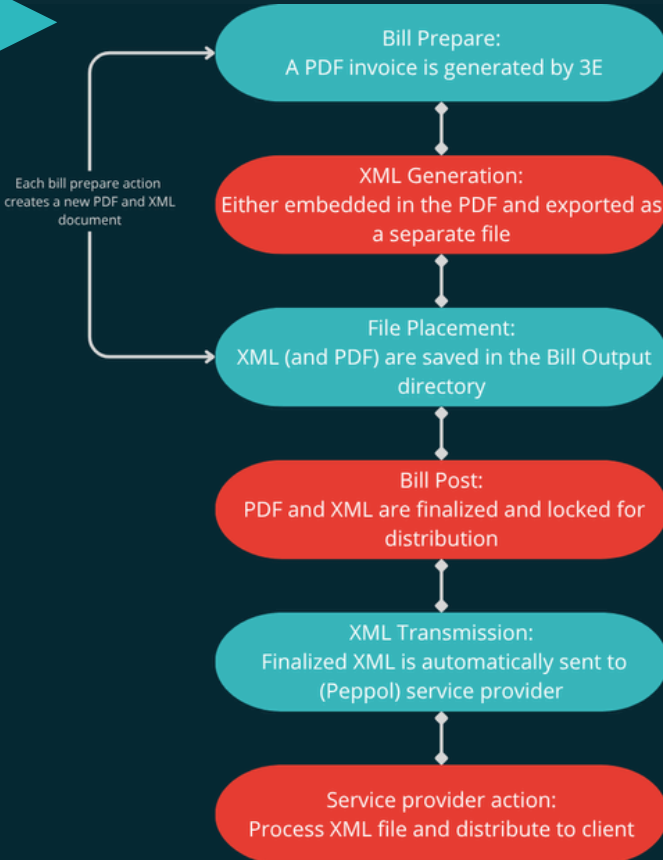 Bill Prepare:
A PDF invoice is generated by 3E
Each bill prepare action
creates a new PDF and XML
document
XML Generation:
Either embedded in the PDF and exported as
a separate file
File Placement:
XML (and PDF) are saved in the Bill Output
directory
Bill Post:
PDF and XML are finalized and locked for
distribution
XML Transmission:
Finalized XML is automatically sent to
(Peppol) service provider
Service provider action:
Process XML file and distribute to client